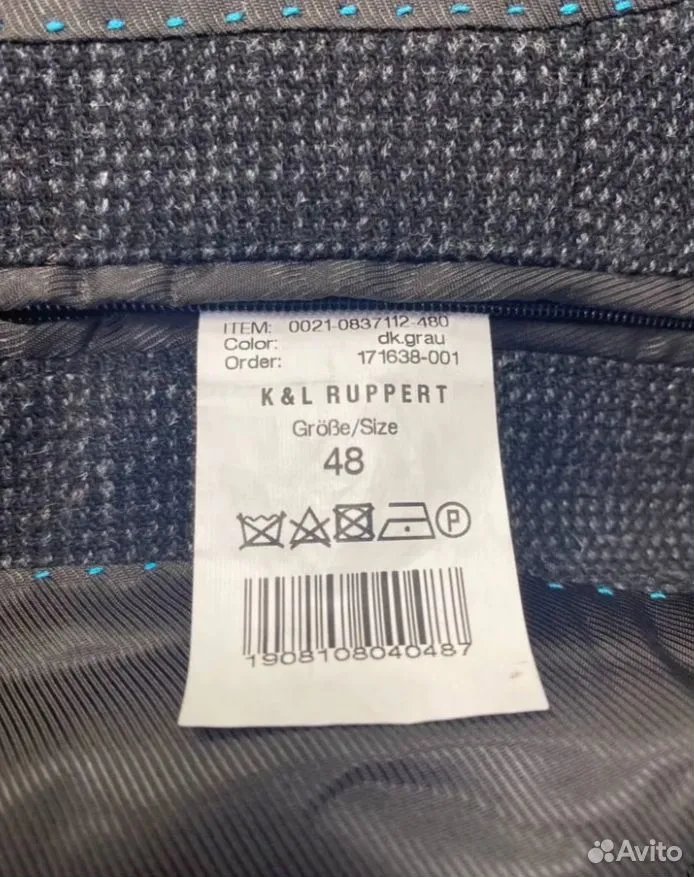 ITEM: 0021-0837112-480
Color: dk.grau
Order: 171638-001
K & L RUPPERT
Größe/Size
48
P
1908108040487
Avito